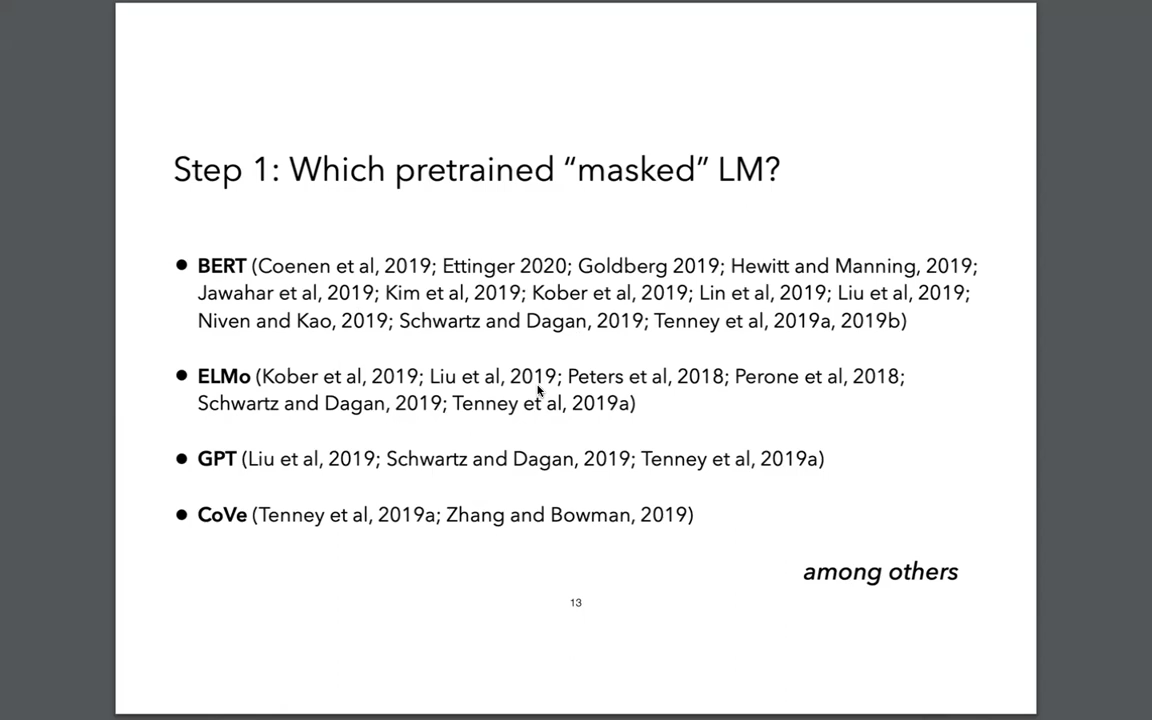 Step 1: Which pretrained “masked” LM?
● BERT (Coenen et al, 2019; Ettinger 2020; Goldberg 2019; Hewitt and Manning, 2019;
Jawahar et al, 2019; Kim et al, 2019; Kober et al, 2019; Lin et al, 2019; Liu et al, 2019;
Niven and Kao, 2019; Schwartz and Dagan, 2019; Tenney et al, 2019a, 2019b)
● ELMo (Kober et al, 2019; Liu et al, 2019; Peters et al, 2018; Perone et al, 2018;
Schwartz and Dagan, 2019; Tenney et al, 2019a)
● GPT (Liu et al, 2019; Schwartz and Dagan, 2019; Tenney et al, 2019a)
● CoVe (Tenney et al, 2019a; Zhang and Bowman, 2019)
among others
13